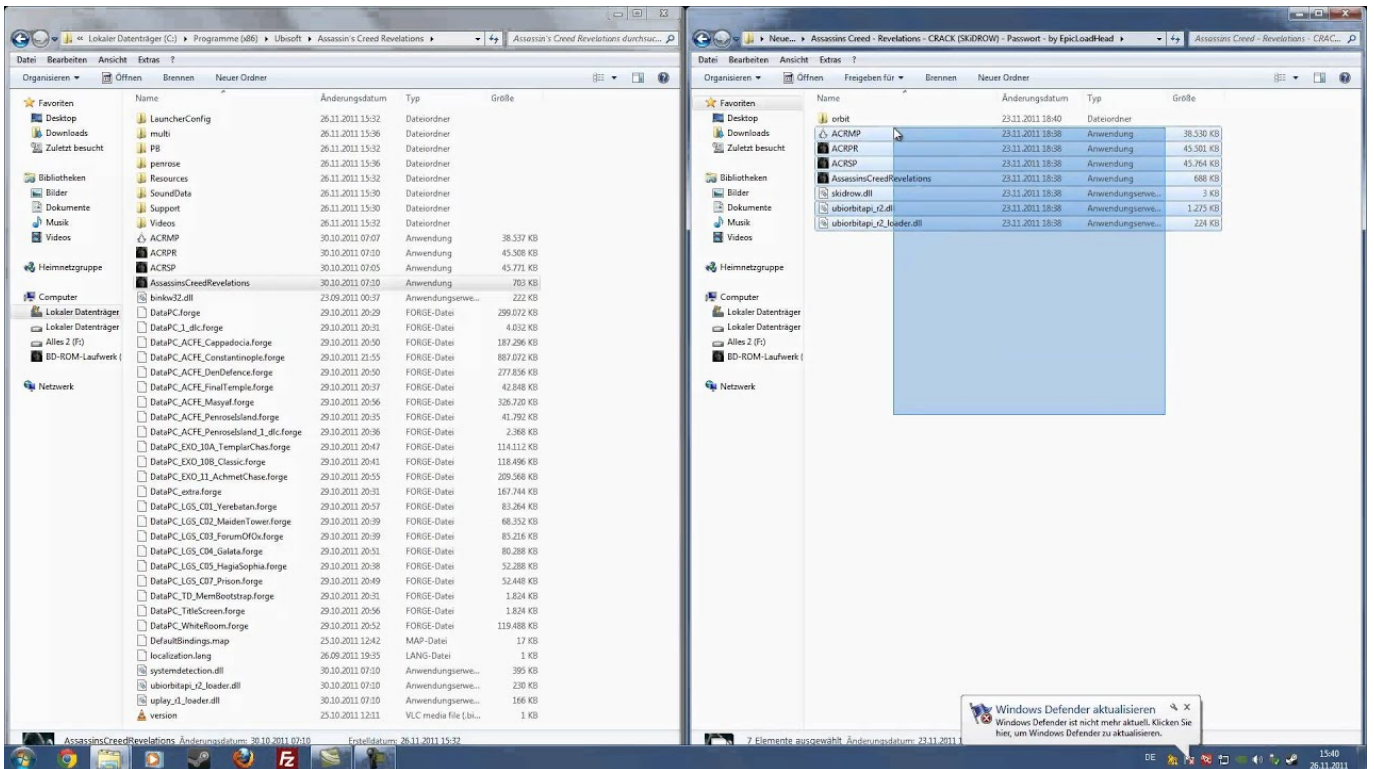 « Lokaler Datenträger (C:) ▸ Programme (x86) ▸ Ubisoft ▸ Assassin's Creed Revelations ▸
Assassin's Creed Revelations durchsuc...
Datei Bearbeiten Ansicht Extras ?
Organisieren Öffnen Brennen Neuer Ordner
Name Änderungsdatum Typ Größe
Favoriten
Desktop
Downloads
Zuletzt besucht
Bibliotheken
Bilder
Dokumente
Musik
Videos
Heimnetzgruppe
Computer
Lokaler Datenträger
Lokaler Datenträger
Alles 2 (F:)
BD-ROM-Laufwerk (
Netzwerk
LauncherConfig 26.11.2011 15:32 Dateiordner
multi 26.11.2011 15:36 Dateiordner
PB 26.11.2011 15:32 Dateiordner
penrose 26.11.2011 15:36 Dateiordner
Resources 26.11.2011 15:32 Dateiordner
SoundData 26.11.2011 15:30 Dateiordner
Support 26.11.2011 15:30 Dateiordner
Videos 26.11.2011 15:32 Dateiordner
ACRMP 30.10.2011 07:07 Anwendung 38.537 KB
ACRPR 30.10.2011 07:10 Anwendung 45.508 KB
ACRSP 30.10.2011 07:05 Anwendung 45.771 KB
AssassinsCreedRevelations 30.10.2011 07:10 Anwendung 703 KB
binkw32.dll 23.09.2011 00:37 Anwendungserwe... 222 KB
DataPC.forge 29.10.2011 20:29 FORGE-Datei 299.072 KB
DataPC_1_dlc.forge 29.10.2011 20:31 FORGE-Datei 4.032 KB
DataPC_ACFE_Cappadocia.forge 29.10.2011 20:50 FORGE-Datei 187.296 KB
DataPC_ACFE_Constantinople.forge 29.10.2011 21:55 FORGE-Datei 887.072 KB
DataPC_ACFE_DenDefence.forge 29.10.2011 20:50 FORGE-Datei 277.856 KB
DataPC_ACFE_FinalTemple.forge 29.10.2011 20:37 FORGE-Datei 42.848 KB
DataPC_ACFE_Masyaf.forge 29.10.2011 20:56 FORGE-Datei 326.720 KB
DataPC_ACFE_PenroseIsland.forge 29.10.2011 20:35 FORGE-Datei 41.792 KB
DataPC_ACFE_PenroseIsland_1_dlc.forge 29.10.2011 20:36 FORGE-Datei 2.368 KB
DataPC_EXO_10A_TemplarChas.forge 29.10.2011 20:47 FORGE-Datei 114.112 KB
DataPC_EXO_10B_Classic.forge 29.10.2011 20:41 FORGE-Datei 118.496 KB
DataPC_EXO_11_AchmetChase.forge 29.10.2011 20:55 FORGE-Datei 209.568 KB
DataPC_extra.forge 29.10.2011 20:31 FORGE-Datei 167.744 KB
DataPC_LGS_C01_Yerebatan.forge 29.10.2011 20:57 FORGE-Datei 83.264 KB
DataPC_LGS_C02_MaidenTower.forge 29.10.2011 20:39 FORGE-Datei 68.352 KB
DataPC_LGS_C03_ForumOfOx.forge 29.10.2011 20:39 FORGE-Datei 85.216 KB
DataPC_LGS_C04_Galata.forge 29.10.2011 20:51 FORGE-Datei 80.288 KB
DataPC_LGS_C05_HagiaSophia.forge 29.10.2011 20:38 FORGE-Datei 52.288 KB
DataPC_LGS_C07_Prison.forge 29.10.2011 20:49 FORGE-Datei 52.448 KB
DataPC_TD_MemBootstrap.forge 29.10.2011 20:31 FORGE-Datei 1.824 KB
DataPC_TitleScreen.forge 29.10.2011 20:56 FORGE-Datei 1.824 KB
DataPC_WhiteRoom.forge 29.10.2011 20:52 FORGE-Datei 119.488 KB
DefaultBindings.map 25.10.2011 12:42 MAP-Datei 17 KB
localization.lang 26.09.2011 19:35 LANG-Datei 1 KB
systemdetection.dll 30.10.2011 07:10 Anwendungserwe... 395 KB
ubiorbitapi_r2_loader.dll 30.10.2011 07:10 Anwendungserwe... 230 KB
uplay_r1_loader.dll 30.10.2011 07:10 Anwendungserwe... 166 KB
version 25.10.2011 12:11 VLC media file (.bi... 1 KB
AssassinsCreedRevelations Änderungsdatum: 30.10.2011 07:10 Erstelldatum: 26.11.2011 15:32
▸ Neue... ▸ Assassins Creed - Revelations - CRACK (SKiDROW) - Passwort - by EpicLoadHead ▸
Assassins Creed - Revelations - CRAC...
Datei Bearbeiten Ansicht Extras ?
Organisieren Öffnen Freigeben für Brennen Neuer Ordner
Name Änderungsdatum Typ Größe
Favoriten
Desktop
Downloads
Zuletzt besucht
Bibliotheken
Bilder
Dokumente
Musik
Videos
Heimnetzgruppe
Computer
Lokaler Datenträger
Lokaler Datenträger
Alles 2 (F:)
BD-ROM-Laufwerk (
Netzwerk
orbit 23.11.2011 18:40 Dateiordner
ACRMP 23.11.2011 18:38 Anwendung 38.530 KB
ACRPR 23.11.2011 18:38 Anwendung 45.501 KB
ACRSP 23.11.2011 18:38 Anwendung 45.764 KB
AssassinsCreedRevelations 23.11.2011 18:38 Anwendung 688 KB
skidrow.dll 23.11.2011 18:38 Anwendungserwe... 3 KB
ubiorbitapi_r2.dll 23.11.2011 18:38 Anwendungserwe... 1.275 KB
ubiorbitapi_r2_loader.dll 23.11.2011 18:38 Anwendungserwe... 224 KB
7 Elemente ausgewählt Änderungsdatum: 23.11.2011 1
Windows Defender aktualisieren
Windows Defender ist nicht mehr aktuell. Klicken Sie
hier, um Windows Defender zu aktualisieren.
DE
15:40
26.11.2011